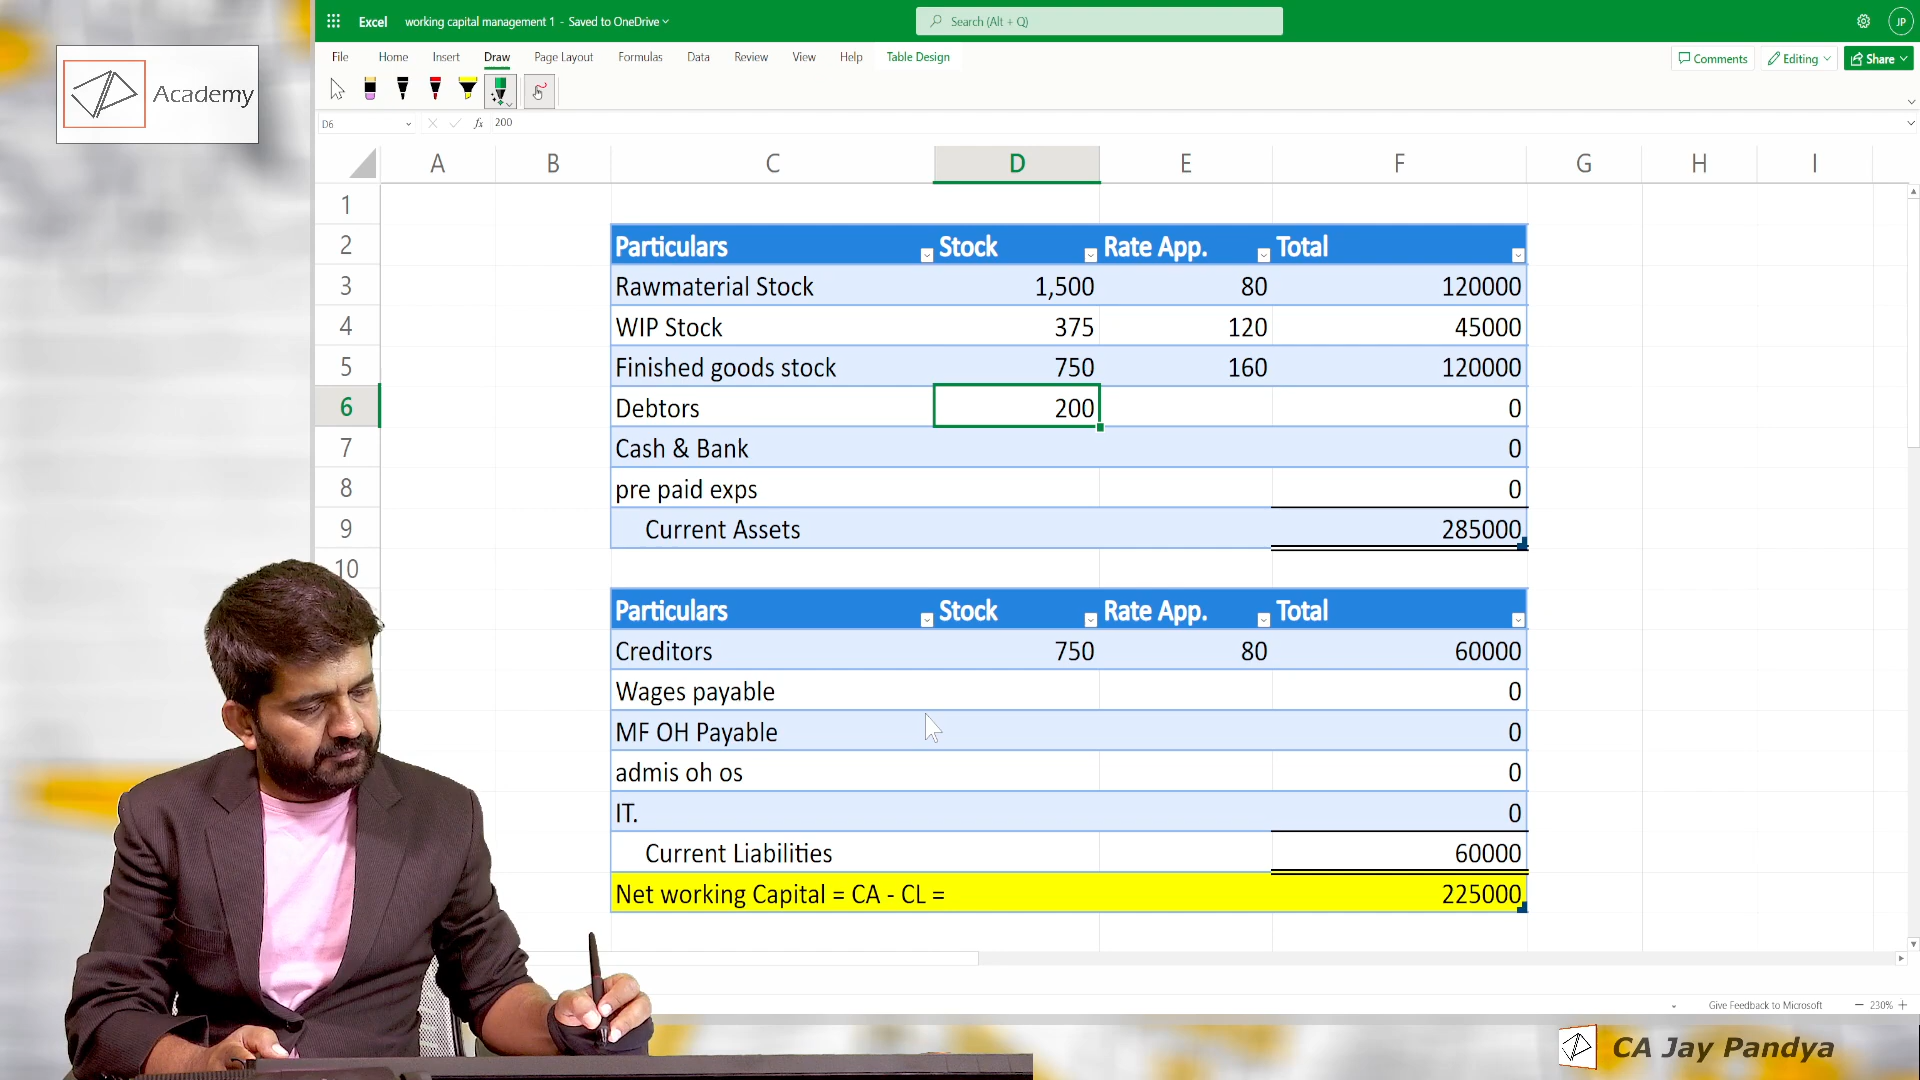 Academy
Excel working capital management 1 - Saved to OneDrive
Search (Alt + Q)
JP
File Home Insert Draw Page Layout Formulas Data Review View Help Table Design
Comments Editing Share
D6 fx 200
A B C D E F G H I
1
2 Particulars Stock Rate App. Total
3 Rawmaterial Stock 1,500 80 120000
4 WIP Stock 375 120 45000
5 Finished goods stock 750 160 120000
6 Debtors 200 0
7 Cash & Bank 0
8 pre paid exps 0
9 Current Assets 285000
10
Particulars Stock Rate App. Total
Creditors 750 80 60000
Wages payable 0
MF OH Payable 0
admis oh os 0
IT. 0
Current Liabilities 60000
Net working Capital = CA - CL = 225000
Give Feedback to Microsoft - 230% +
CA Jay Pandya